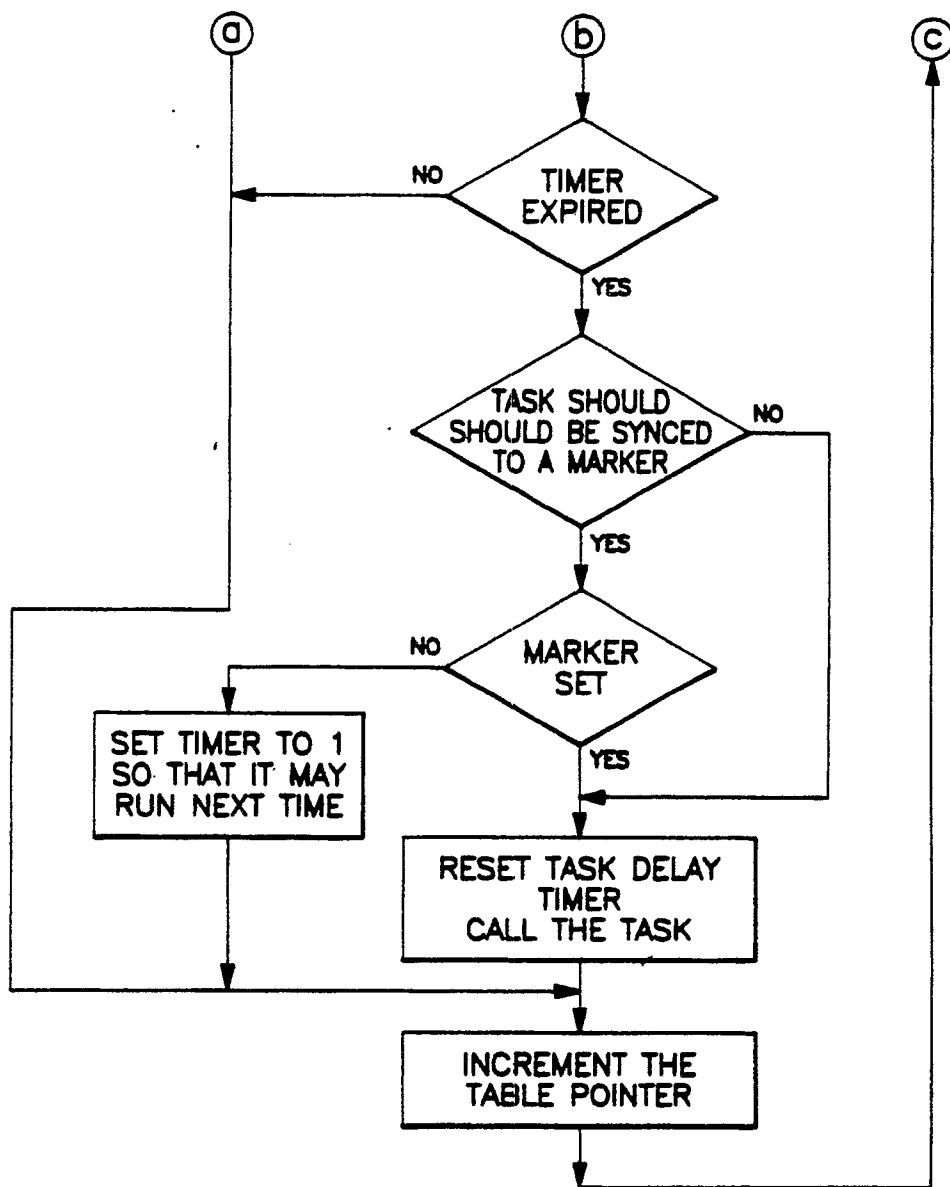 a
b
c
NO
TIMER
EXPIRED
YES
TASK SHOULD
SHOULD BE SYNCED
TO A MARKER
NO
YES
NO
MARKER
SET
YES
SET TIMER TO 1
SO THAT IT MAY
RUN NEXT TIME
RESET TASK DELAY
TIMER
CALL THE TASK
INCREMENT THE
TABLE POINTER